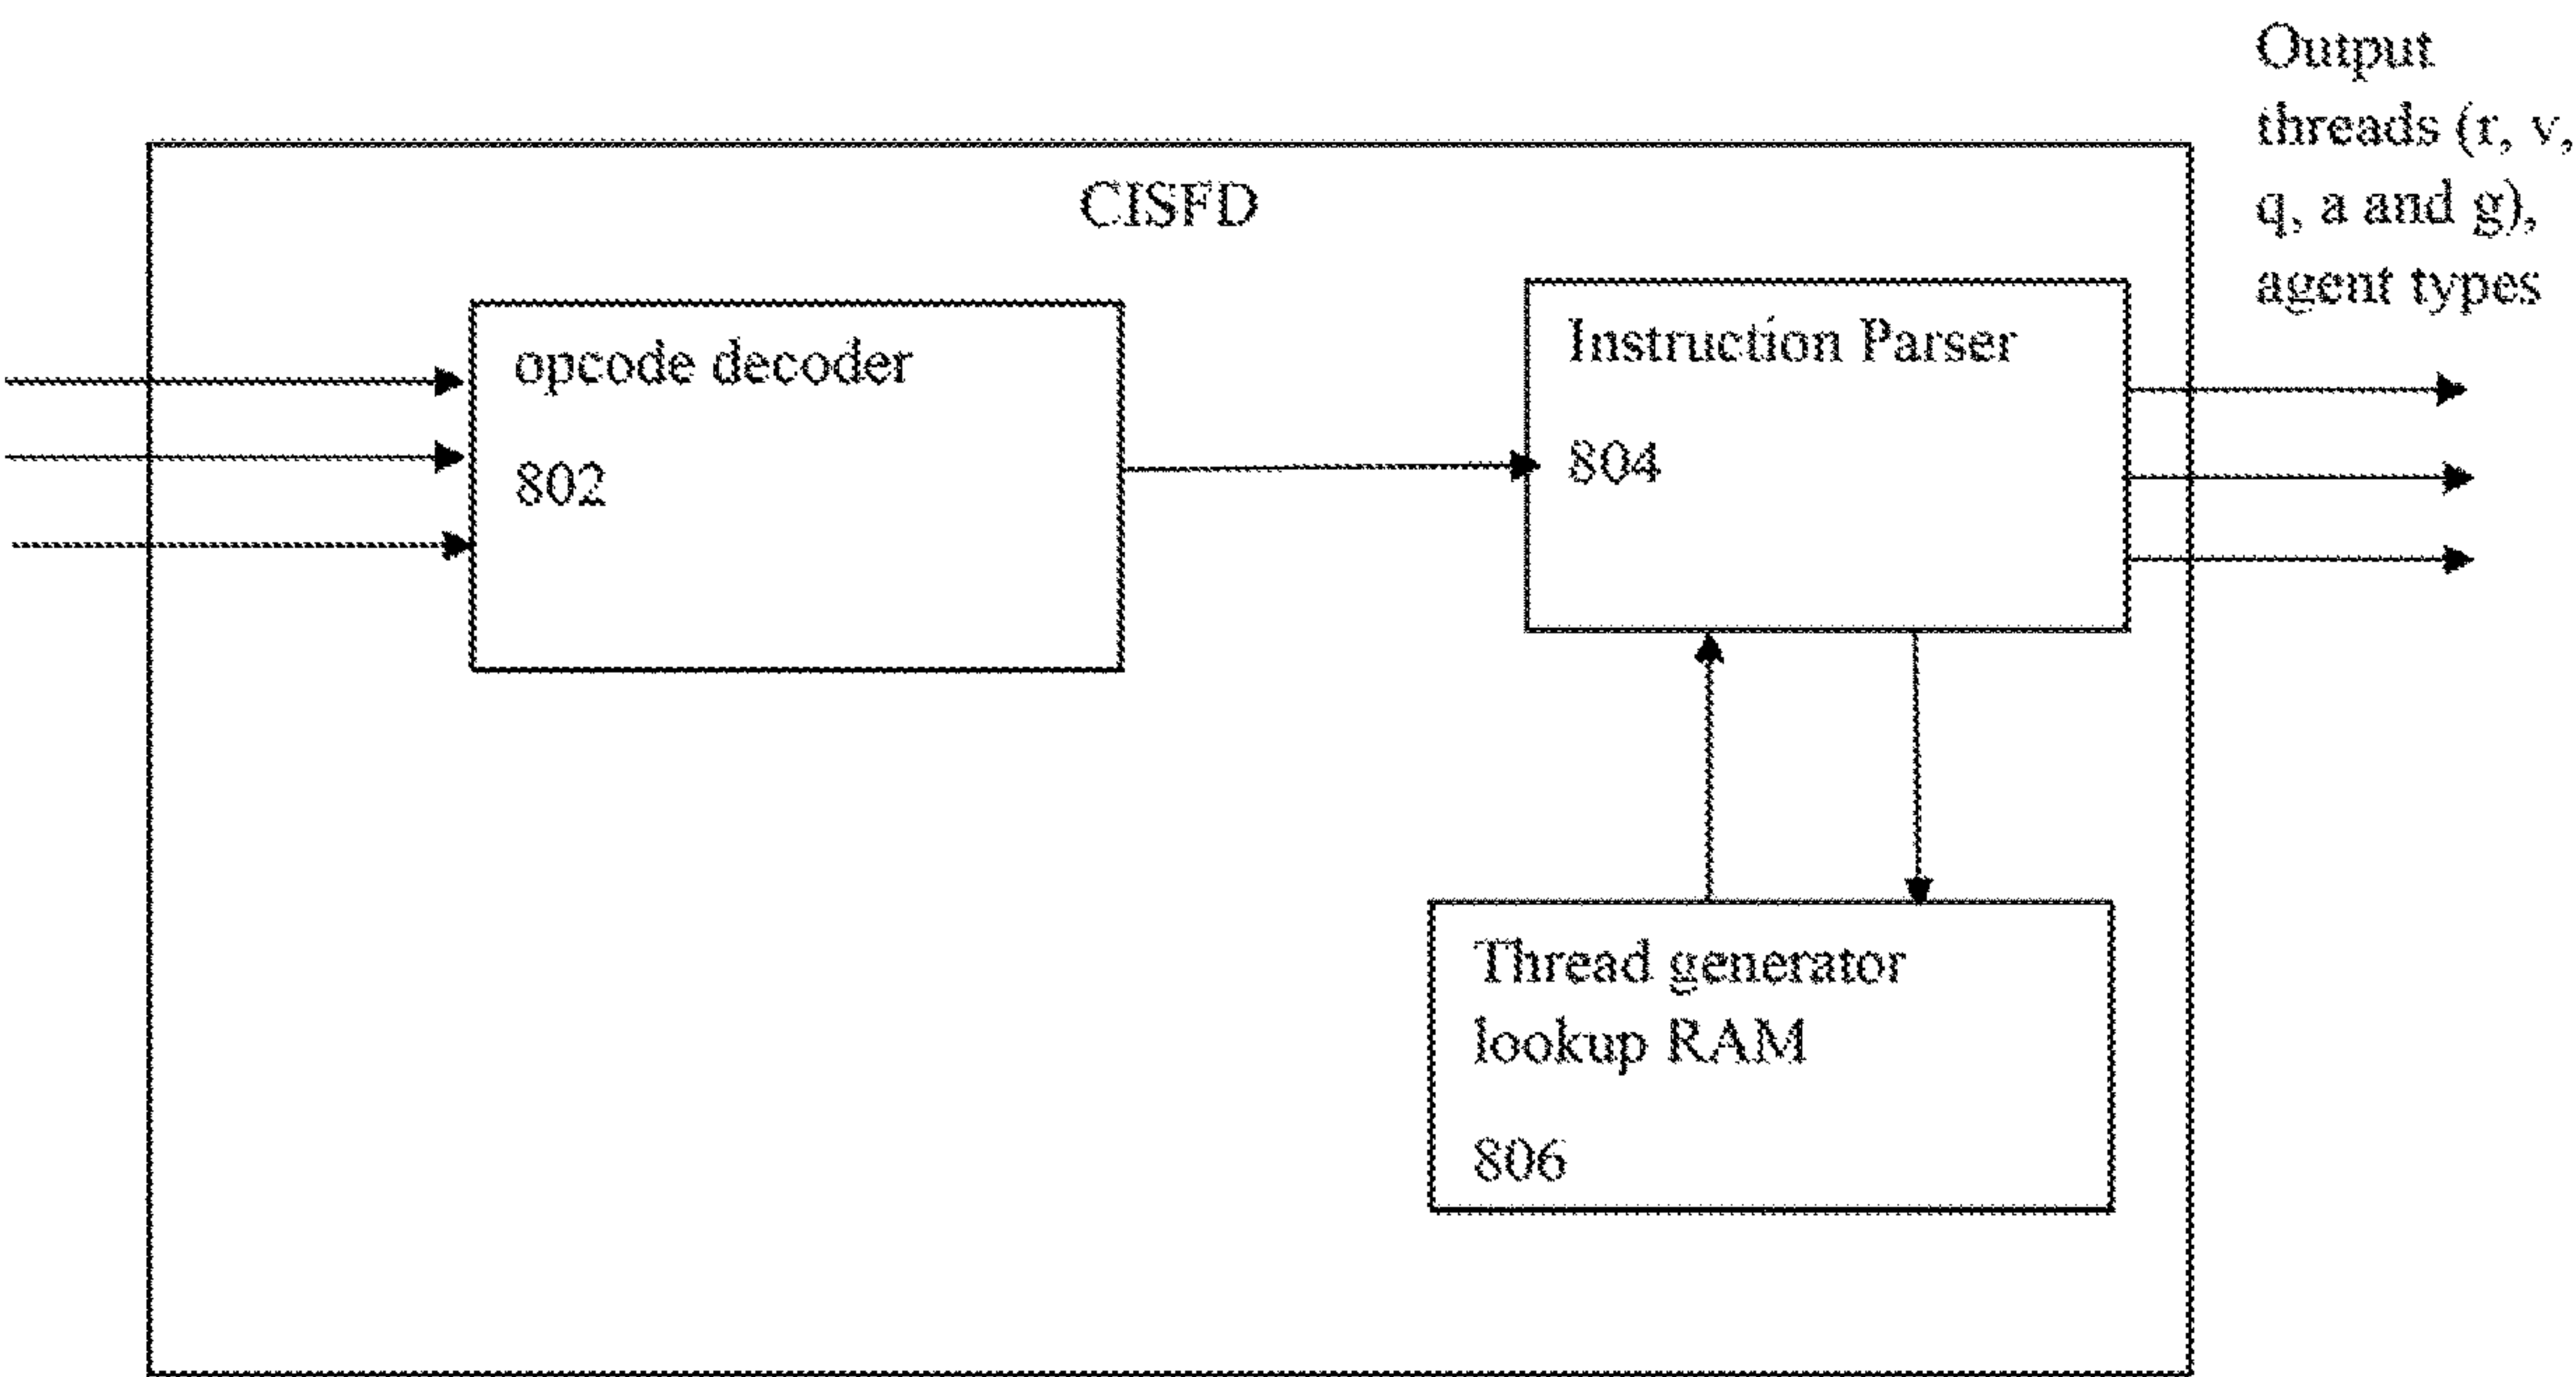 CISFD
opcode decoder
802
Instruction Parser
804
Thread generator
lookup RAM
806
Output
threads (r, v,
q, a and g),
agent types